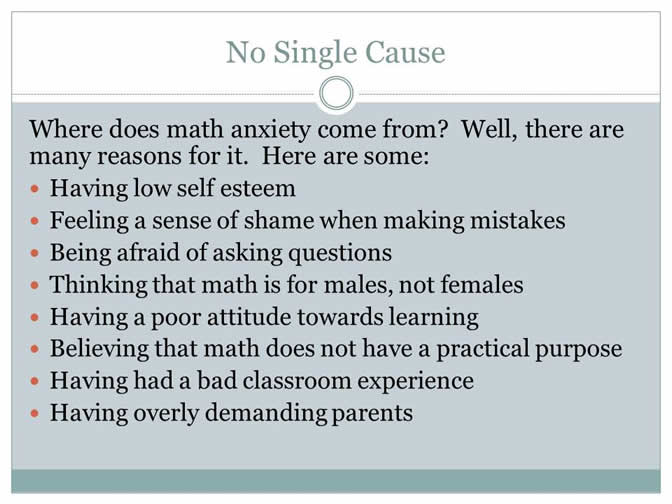 No Single Cause
Where does math anxiety come from?  Well, there are
many reasons for it.  Here are some:
• Having low self esteem
• Feeling a sense of shame when making mistakes
• Being afraid of asking questions
• Thinking that math is for males, not females
• Having a poor attitude towards learning
• Believing that math does not have a practical purpose
• Having had a bad classroom experience
• Having overly demanding parents